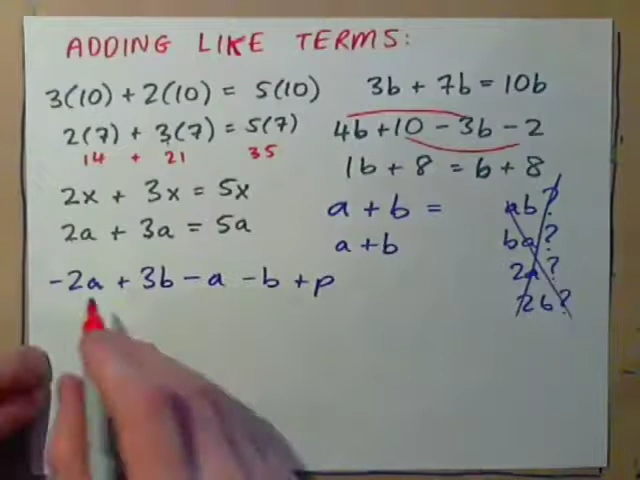 ADDING LIKE TERMS:
3(10) + 2(10) = 5(10)
2(7) + 3(7) = 5(7)
14 + 21 35
2x + 3x = 5x
2a + 3a = 5a
3b + 7b = 10b
4b + 10 - 3b - 2
1b + 8 = b + 8
a + b =
a + b
ab?
ba?
2a?
2b?
-2a + 3b - a - b + p